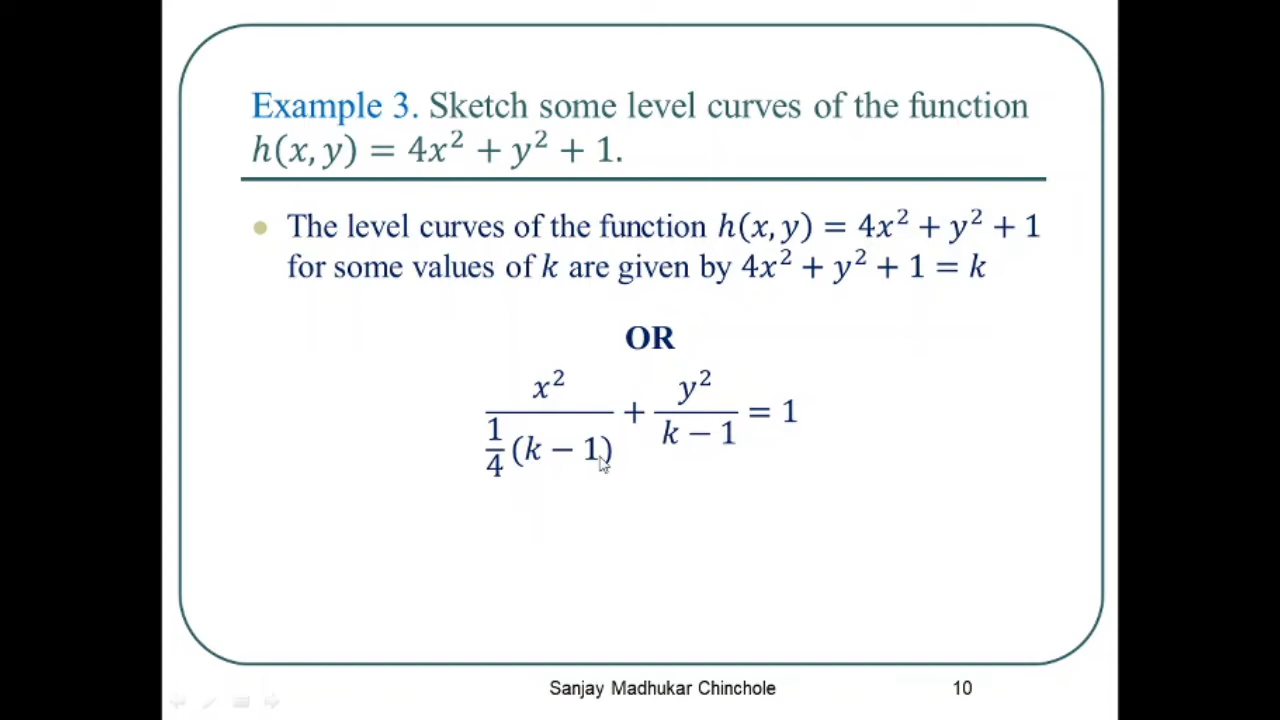 Example 3. Sketch some level curves of the function
ℎ(𝑥, 𝑦) = 4𝑥² + 𝑦² + 1.
The level curves of the function ℎ(𝑥, 𝑦) = 4𝑥² + 𝑦² + 1
for some values of 𝑘 are given by 4𝑥² + 𝑦² + 1 = 𝑘
OR
𝑥² / (1/4 (𝑘 − 1)) + 𝑦² / (𝑘 − 1) = 1
Sanjay Madhukar Chinchole 10